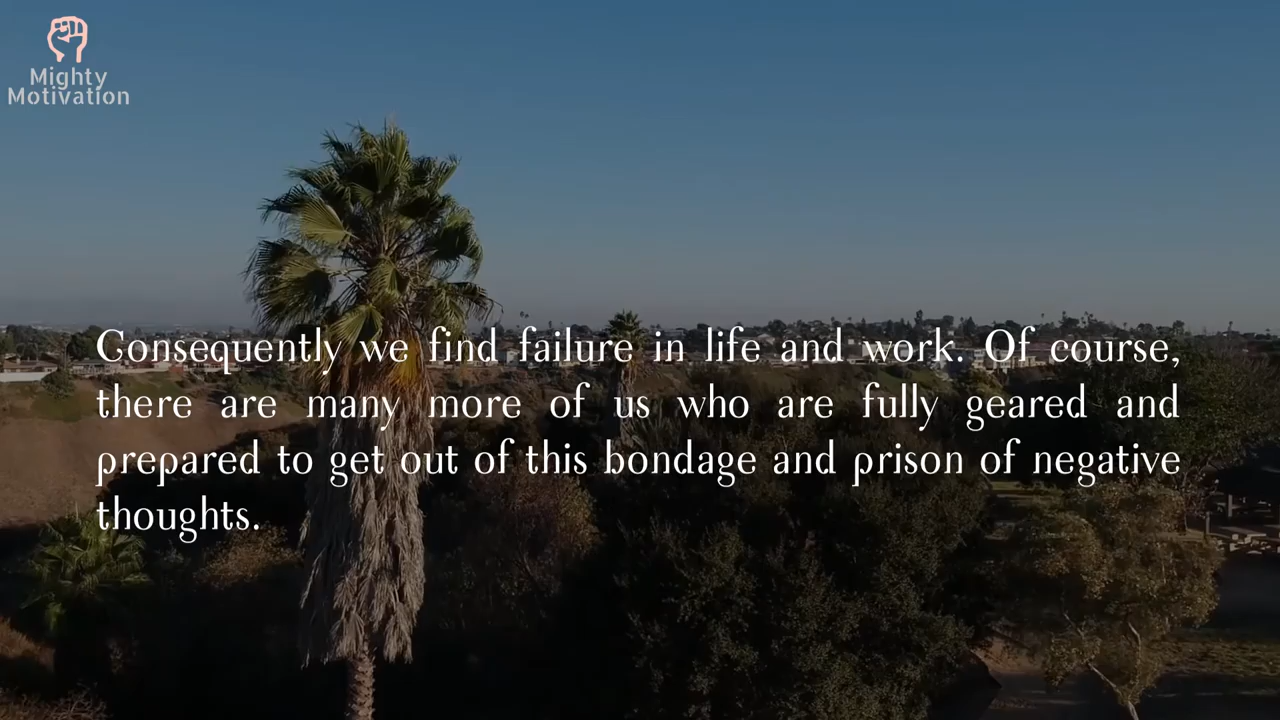 Mighty
Motivation
Consequently we find failure in life and work. Of course,
there are many more of us who are fully geared and
prepared to get out of this bondage and prison of negative
thoughts.